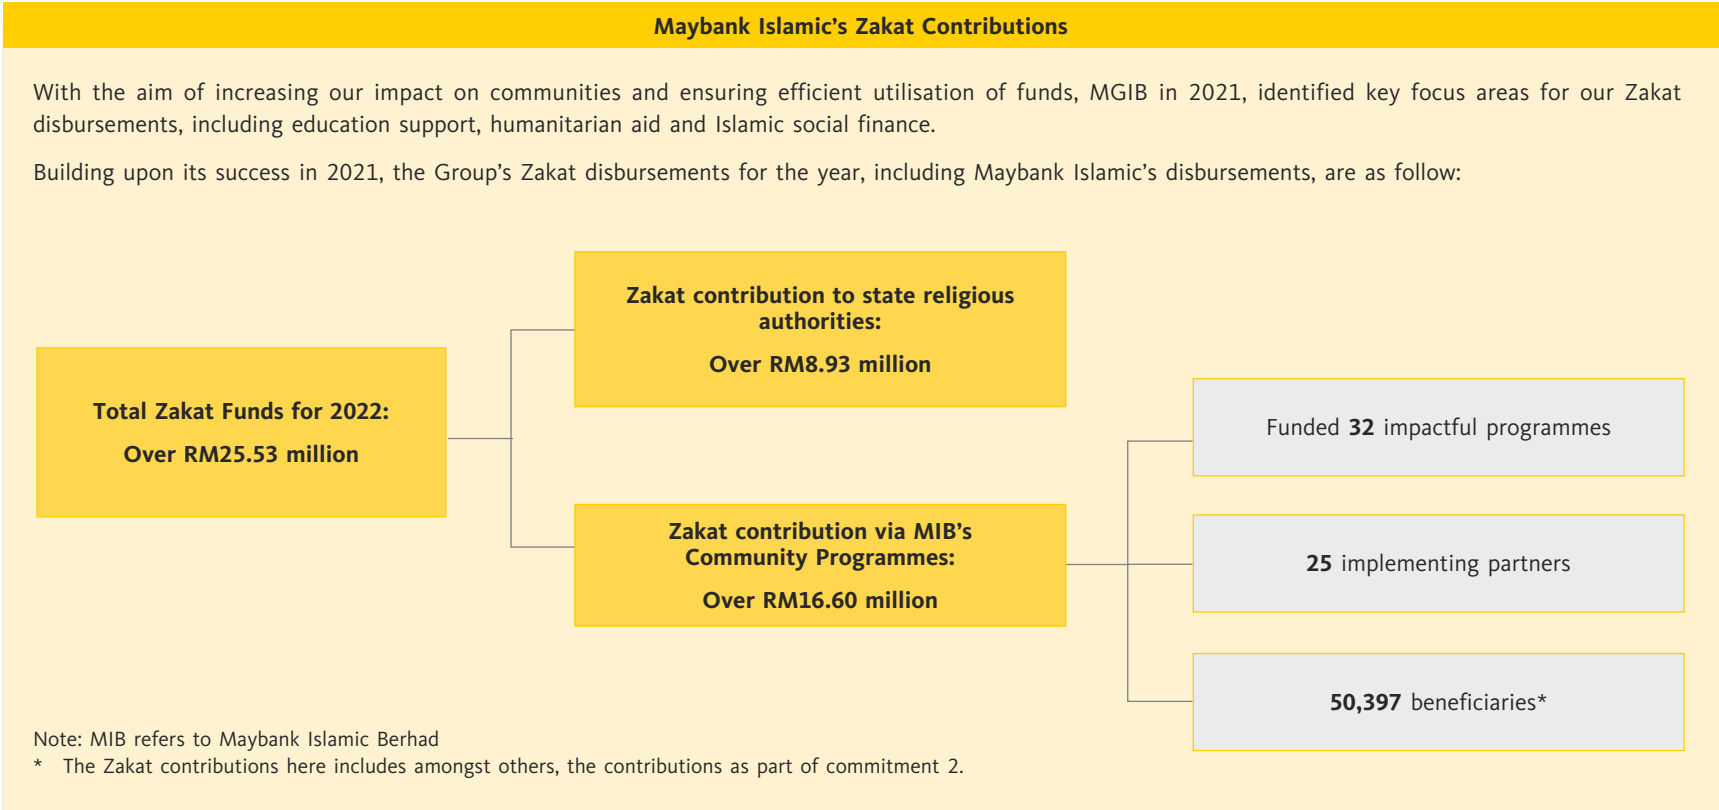 Maybank Islamic’s Zakat Contributions
With the aim of increasing our impact on communities and ensuring efficient utilisation of funds, MGIB in 2021, identified key focus areas for our Zakat
disbursements, including education support, humanitarian aid and Islamic social finance.
Building upon its success in 2021, the Group’s Zakat disbursements for the year, including Maybank Islamic’s disbursements, are as follow:
Total Zakat Funds for 2022:
Over RM25.53 million
Zakat contribution to state religious
authorities:
Over RM8.93 million
Zakat contribution via MIB’s
Community Programmes:
Over RM16.60 million
Funded 32 impactful programmes
25 implementing partners
50,397 beneficiaries*
Note: MIB refers to Maybank Islamic Berhad
* The Zakat contributions here includes amongst others, the contributions as part of commitment 2.